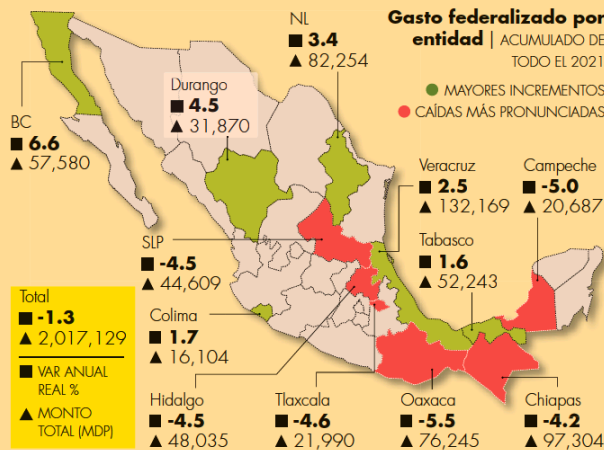 Gasto federalizado por
entidad | ACUMULADO DE
TODO EL 2021
MAYORES INCREMENTOS
CAÍDAS MÁS PRONUNCIADAS
NL
3.4
82,254
Durango
4.5
31,870
BC
6.6
57,580
Veracruz
2.5
132,169
Campeche
-5.0
20,687
Tabasco
1.6
52,243
SLP
-4.5
44,609
Colima
1.7
16,104
Total
-1.3
2,017,129
VAR ANUAL
REAL %
MONTO
TOTAL (MDP)
Hidalgo
-4.5
48,035
Tlaxcala
-4.6
21,990
Oaxaca
-5.5
76,245
Chiapas
-4.2
97,304